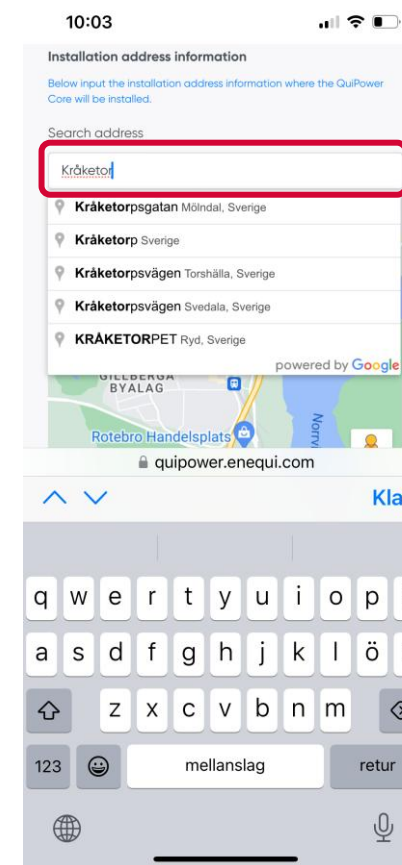 10:03
Installation address information
Below input the installation address information where the QuiPower
Core will be installed.
Search address
Kråketor
Kråketorpsgatan Mölndal, Sverige
Kråketorp Sverige
Kråketorpsvägen Torshälla, Sverige
Kråketorpsvägen Svedala, Sverige
KRÅKETORPET Ryd, Sverige
powered by Google
GILLBERGA
BYALAG
Rotebro Handelsplats
Norrvi
quipower.enequi.com
Kla
q w e r t y u i o p
a s d f g h j k l ö
z x c v b n m
123 mellanslag retur